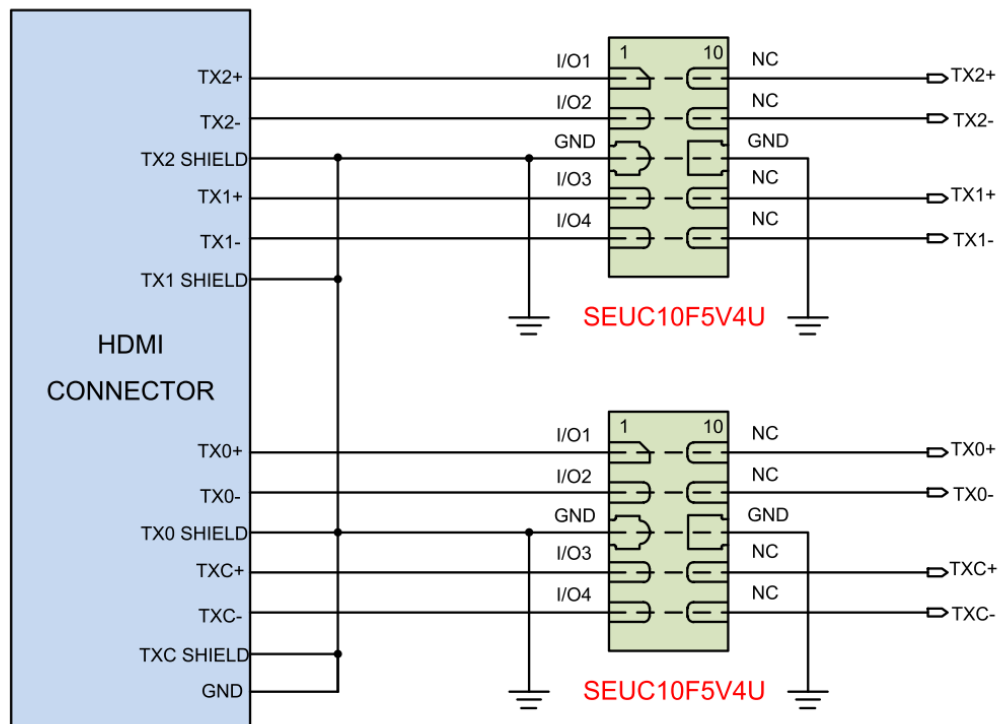 1 10 NC
I/O1
TX2+ TX2+
I/O2 NC
TX2- TX2-
GND GND
TX2 SHIELD
I/O3 NC
TX1+ TX1+
I/O4 NC
TX1- TX1-
TX1 SHIELD
SEUC10F5V4U
HDMI
CONNECTOR
1 10 NC
I/O1
TX0+ TX0+
I/O2 NC
TX0- TX0-
GND GND
TX0 SHIELD
I/O3 NC
TXC+ TXC+
I/O4 NC
TXC- TXC-
TXC SHIELD
GND
SEUC10F5V4U